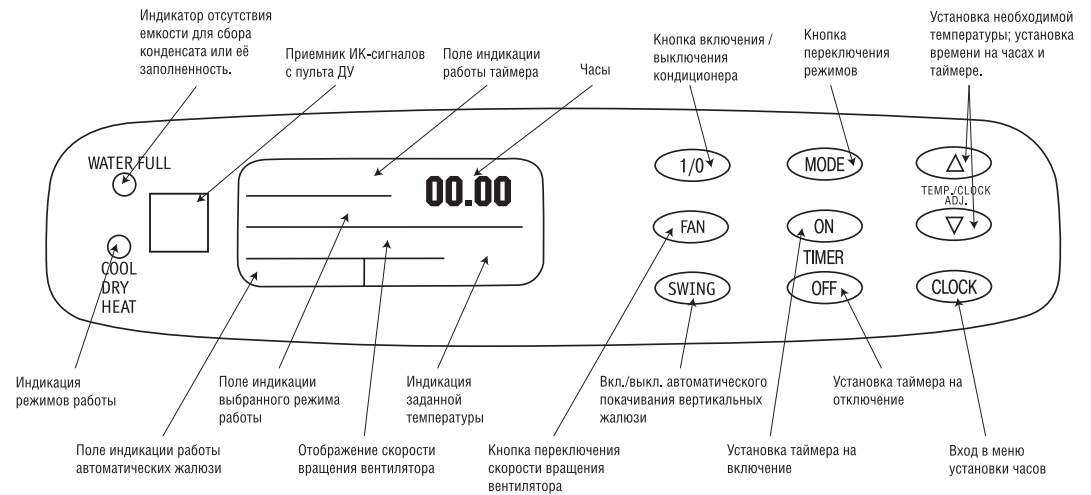 Индикатор отсутствия
емкости для сбора
конденсата или её
заполненность.
Приемник ИК-сигналов
с пульта ДУ
Поле индикации
работы таймера
Часы
Кнопка включения /
выключения
кондиционера
Кнопка
переключения
режимов
Установка необходимой
температуры; установка
времени на часах и
таймере.
WATER FULL
00.00
1/0
MODE
TEMP./CLOCK
ADJ.
FAN
ON
TIMER
COOL
DRY
HEAT
SWING
OFF
CLOCK
Индикация
режимов работы
Поле индикации
выбранного режима
работы
Индикация
заданной
температуры
Вкл./выкл. автоматического
покачивания вертикальных
жалюзи
Установка таймера на
отключение
Поле индикации работы
автоматических жалюзи
Отображение скорости
вращения вентилятора
Кнопка переключения
скорости вращения
вентилятора
Установка таймера на
включение
Вход в меню
установки часов